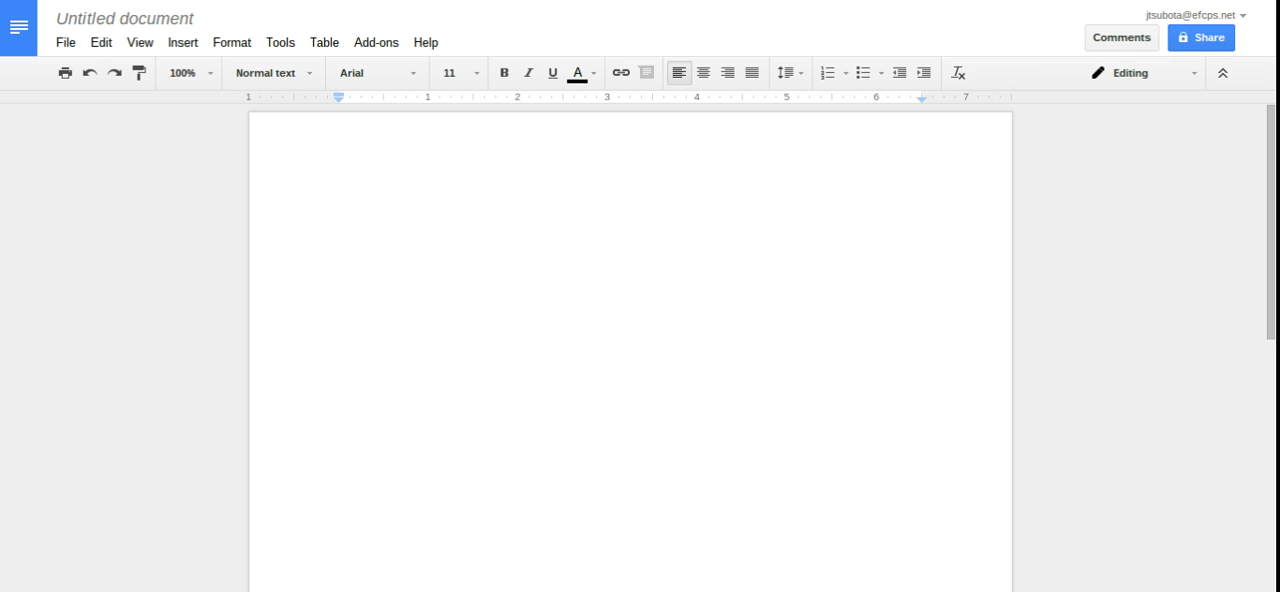 Untitled document
jtsubota@efcps.net
File Edit View Insert Format Tools Table Add-ons Help
Comments Share
100% Normal text Arial 11 B I U A Editing
1 1 2 3 4 5 6 7